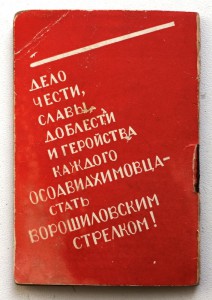 ДЕЛО
ЧЕСТИ,
СЛАВЫ,
ДОБЛЕСТИ
И ГЕРОЙСТВА
КАЖДОГО
ОСОАВИАХИМОВЦА-
СТАТЬ
ВОРОШИЛОВСКИМ
СТРЕЛКОМ!